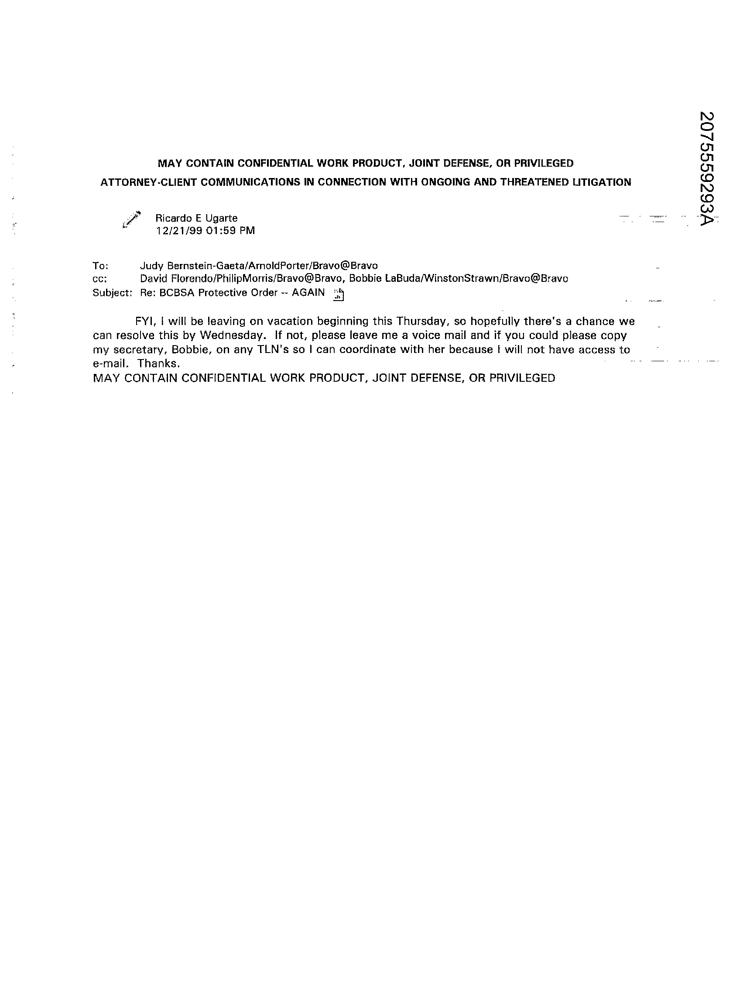 2075559293A
MAY CONTAIN CONFIDENTIAL WORK PRODUCT, JOINT DEFENSE, OR PRIVILEGED
ATTORNEY-CLIENT COMMUNICATIONS IN CONNECTION WITH ONGOING AND THREATENED LITIGATION
Ricardo E Ugarte
12/21/99 01:59 PM
To: Judy Bernstein-Gaeta/ArnoldPorter/Bravo@Bravo
cc: David Florendo/PhilipMorris/Bravo@Bravo, Bobbie LaBuda/WinstonStrawn/Bravo@Bravo
Subject: Re: BCBSA Protective Order -- AGAIN
FYI, I will be leaving on vacation beginning this Thursday, so hopefully there's a chance we
can resolve this by Wednesday. If not, please leave me a voice mail and if you could please copy
my secretary, Bobbie, on any TLN's so I can coordinate with her because I will not have access to
e-mail. Thanks.
MAY CONTAIN CONFIDENTIAL WORK PRODUCT, JOINT DEFENSE, OR PRIVILEGED